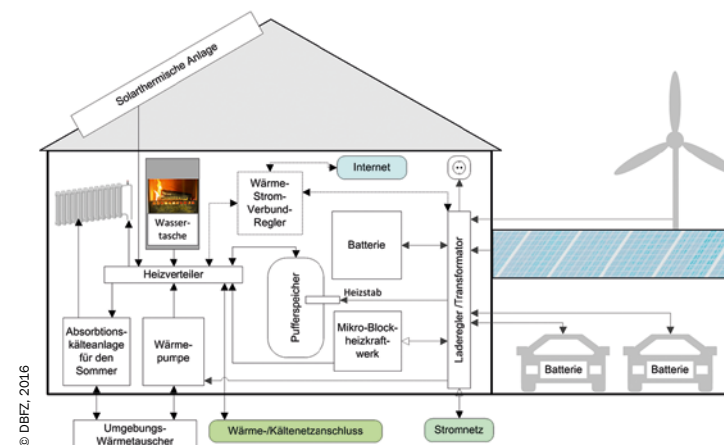 Solarthermische Anlage
Internet
Wärme-
Strom-
Verbund-
Regler
Wasser-
tasche
Batterie
Heizverteiler
Pufferspeicher
Heizstab
Laderegler /Transformator
Absorbtions-
kälteanlage
für den
Sommer
Wärme-
pumpe
Mikro-Block-
heizkraft-
werk
Batterie
Batterie
Umgebungs-
Wärmetauscher
Wärme-/Kältenetzanschluss
Stromnetz
© DBFZ, 2016